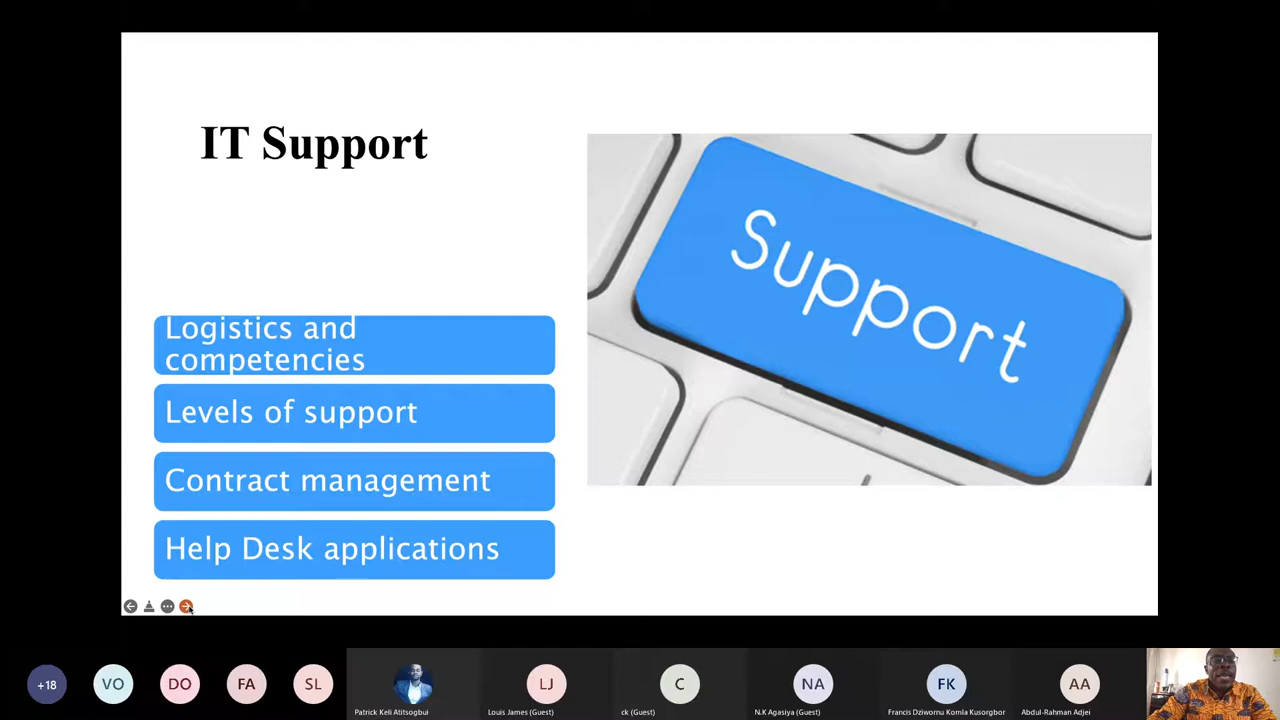 IT Support
Support
Logistics and
competencies
Levels of support
Contract management
Help Desk applications
+18
VO
DO
FA
SL
LJ
C
NA
FK
AA
Patrick Keli Atitsogbui
Louis James (Guest)
ck (Guest)
N.K Agasiya (Guest)
Francis Dziwornu Komla Kusorgbor
Abdul-Rahman Adjei